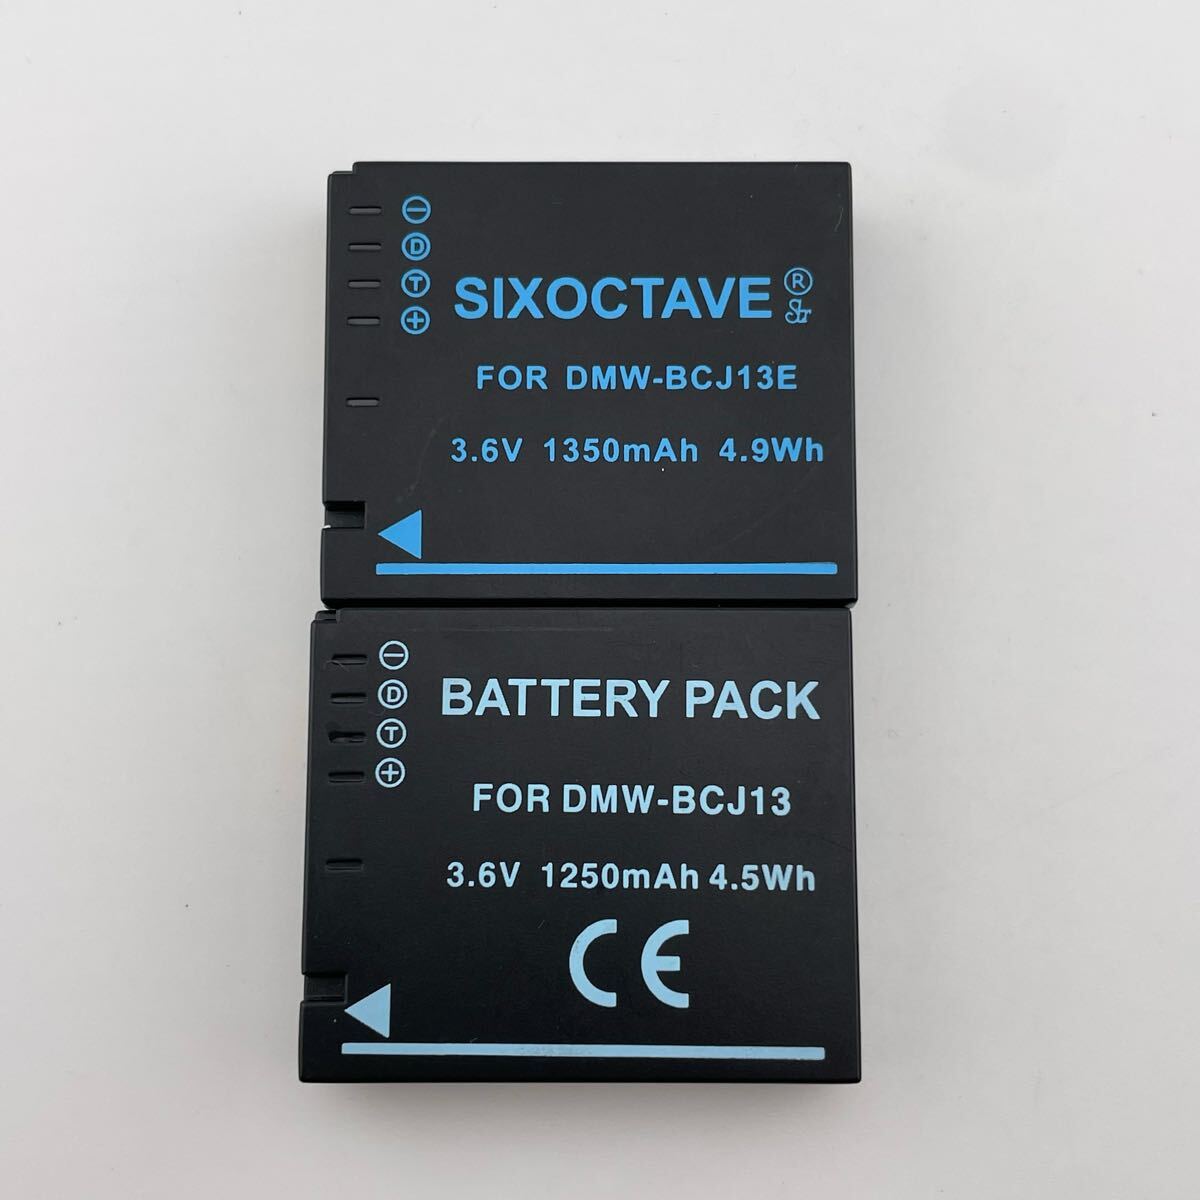 SIXOCTAVE ®
FOR DMW-BCJ13E
3.6V 1350mAh 4.9Wh
−
D
T
+
BATTERY PACK
FOR DMW-BCJ13
3.6V 1250mAh 4.5Wh
CE
−
D
T
+